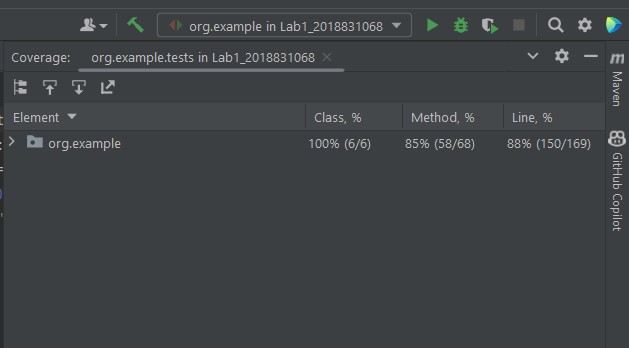 org.example in Lab1_2018831068
Coverage: org.example.tests in Lab1_2018831068
Element Class, % Method, % Line, %
org.example 100% (6/6) 85% (58/68) 88% (150/169)
m
Maven
GitHub Copilot